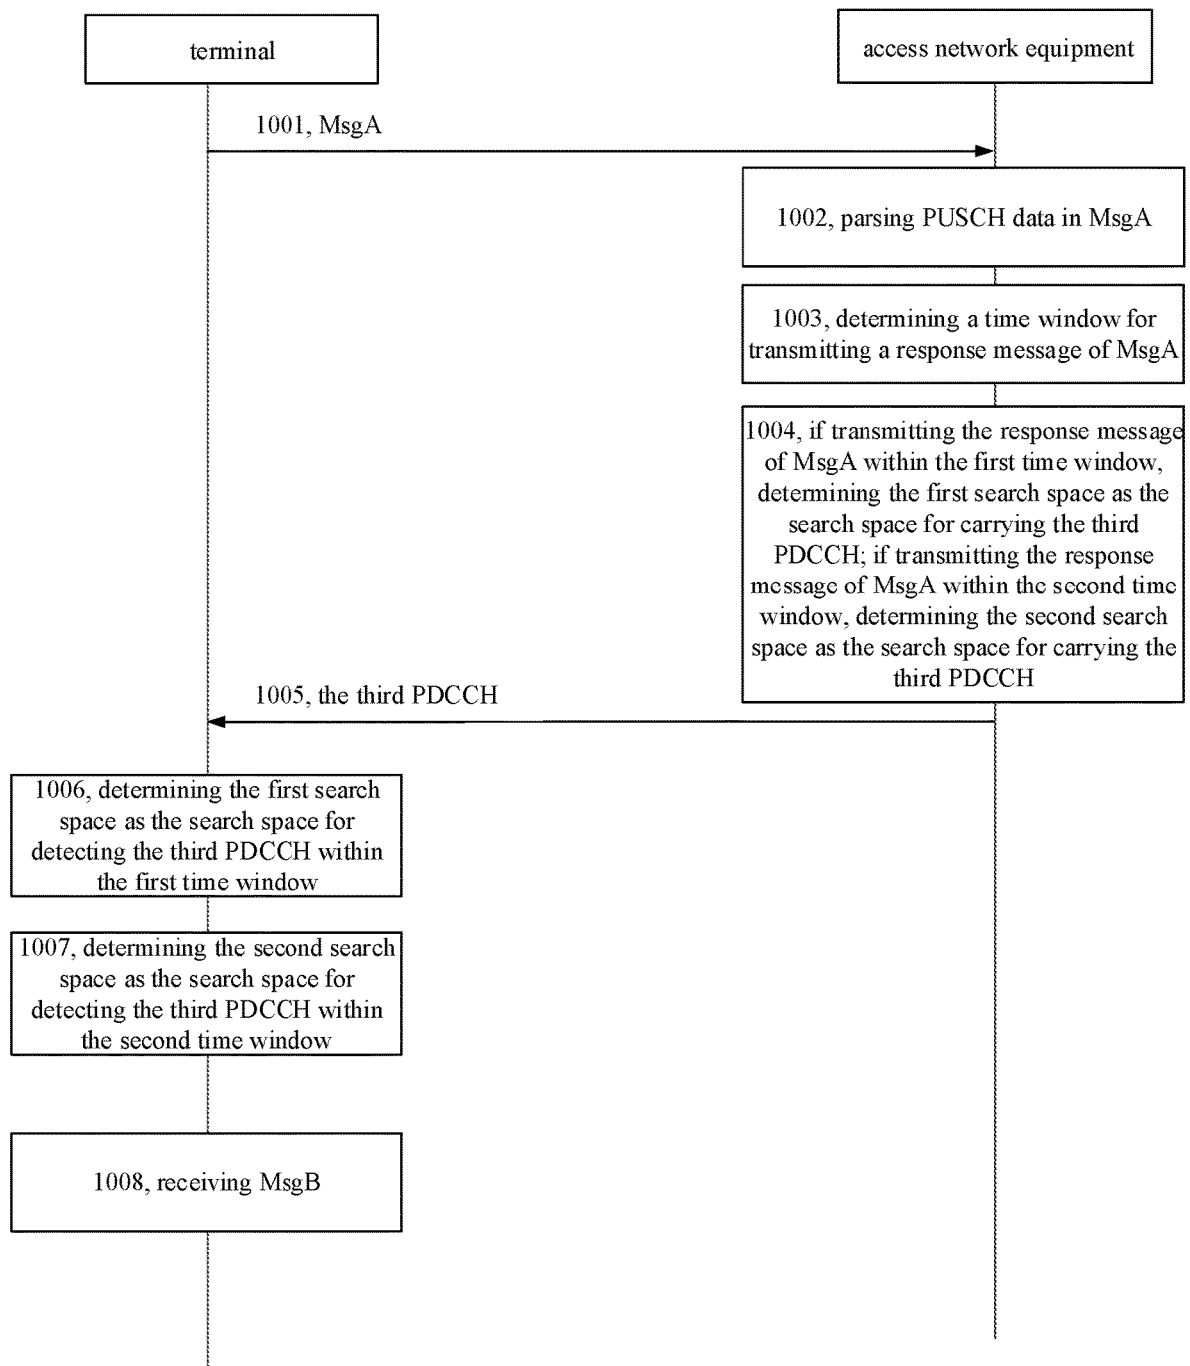 terminal
access network equipment
1001, MsgA
1002, parsing PUSCH data in MsgA
1003, determining a time window for
transmitting a response message of MsgA
1004, if transmitting the response message
of MsgA within the first time window,
determining the first search space as the
search space for carrying the third
PDCCH; if transmitting the response
message of MsgA within the second time
window, determining the second search
space as the search space for carrying the
third PDCCH
1005, the third PDCCH
1006, determining the first search
space as the search space for
detecting the third PDCCH within
the first time window
1007, determining the second search
space as the search space for
detecting the third PDCCH within
the second time window
1008, receiving MsgB